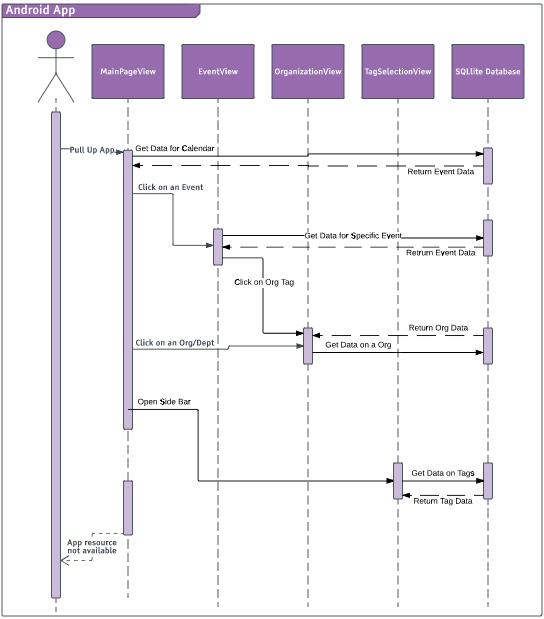 Android App
MainPageView
EventView
OrganizationView
TagSelectionView
SQLlite Database
Pull Up App
Get Data for Calendar
Return Event Data
Click on an Event
Get Data for Specific Event
Retrurn Event Data
Click on Org Tag
Return Org Data
Click on an Org/Dept
Get Data on a Org
Open Side Bar
Get Data on Tags
Return Tag Data
App resource
not available